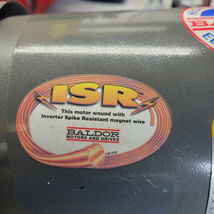 ISR
This motor wound with
Inverter Spike Resistant magnet wire
BALDOR
MOTORS AND DRIVES